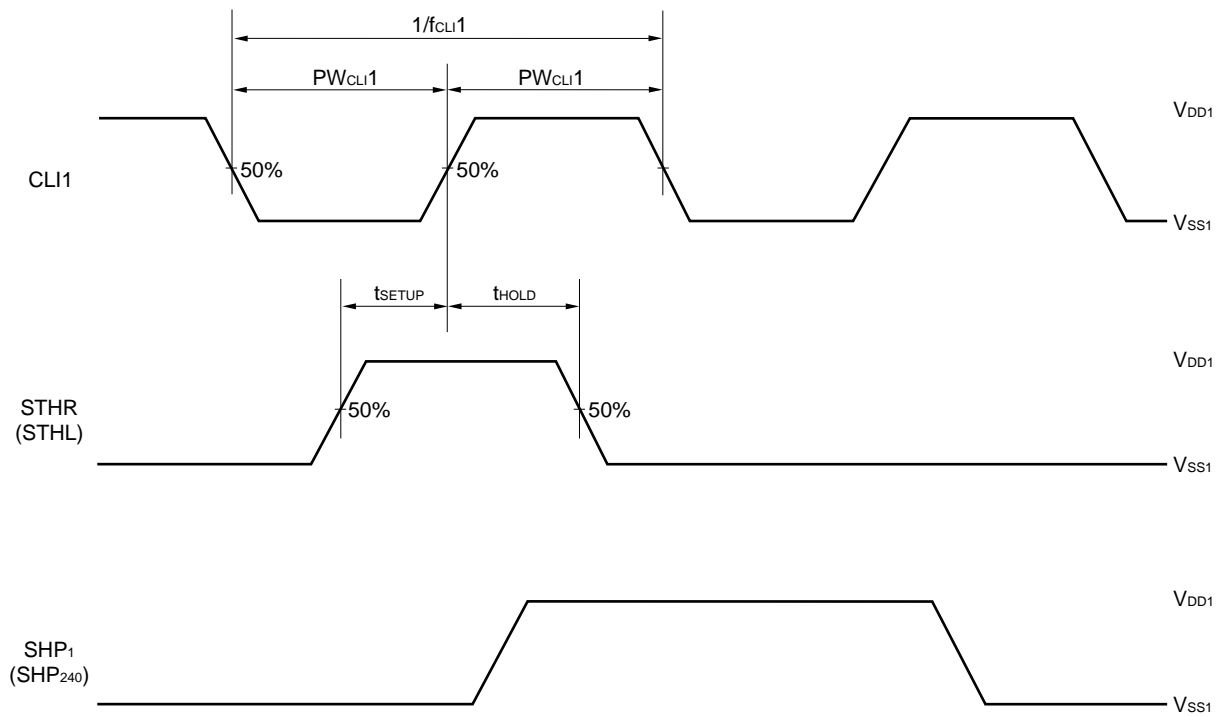 1/fCLI1
PWCLI1 PWCLI1
VDD1
50% 50%
CLI1
VSS1
tSETUP tHOLD
VDD1
STHR
(STHL)
50% 50%
VSS1
VDD1
SHP1
(SHP240)
VSS1